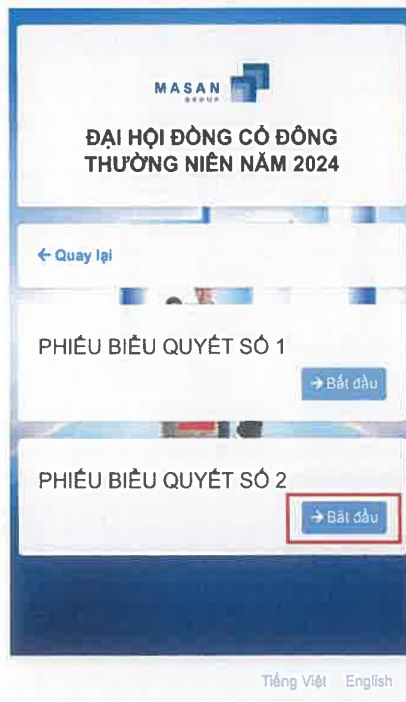 MASAN
GROUP
ĐẠI HỘI ĐỒNG CỔ ĐÔNG
THƯỜNG NIÊN NĂM 2024
← Quay lại
PHIẾU BIỂU QUYẾT SỐ 1
→ Bắt đầu
PHIẾU BIỂU QUYẾT SỐ 2
→ Bắt đầu
Tiếng Việt English